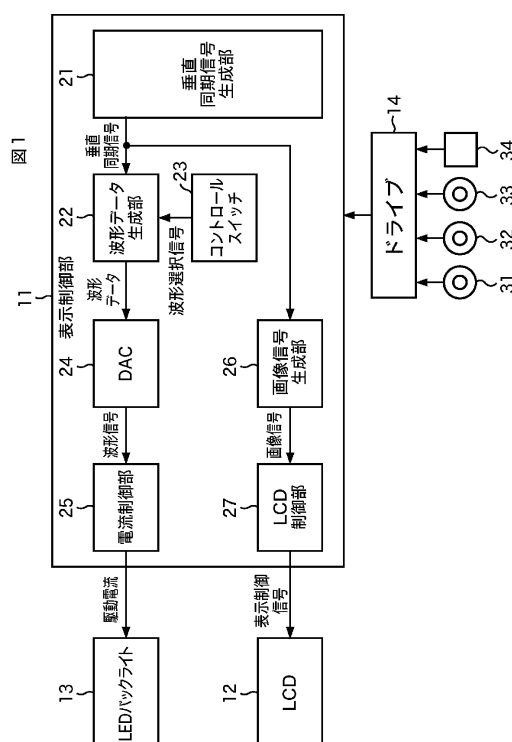 図1
11
表示制御部
21
垂直
同期信号
生成部
垂直
同期信号
22
波形データ
生成部
23
コントロール
スイッチ
波形選択信号
波形
データ
24
DAC
波形信号
25
電流制御部
駆動電流
13
LEDバックライト
26
画像信号
生成部
画像信号
27
LCD
制御部
表示制御
信号
12
LCD
14
ドライブ
31
32
33
34